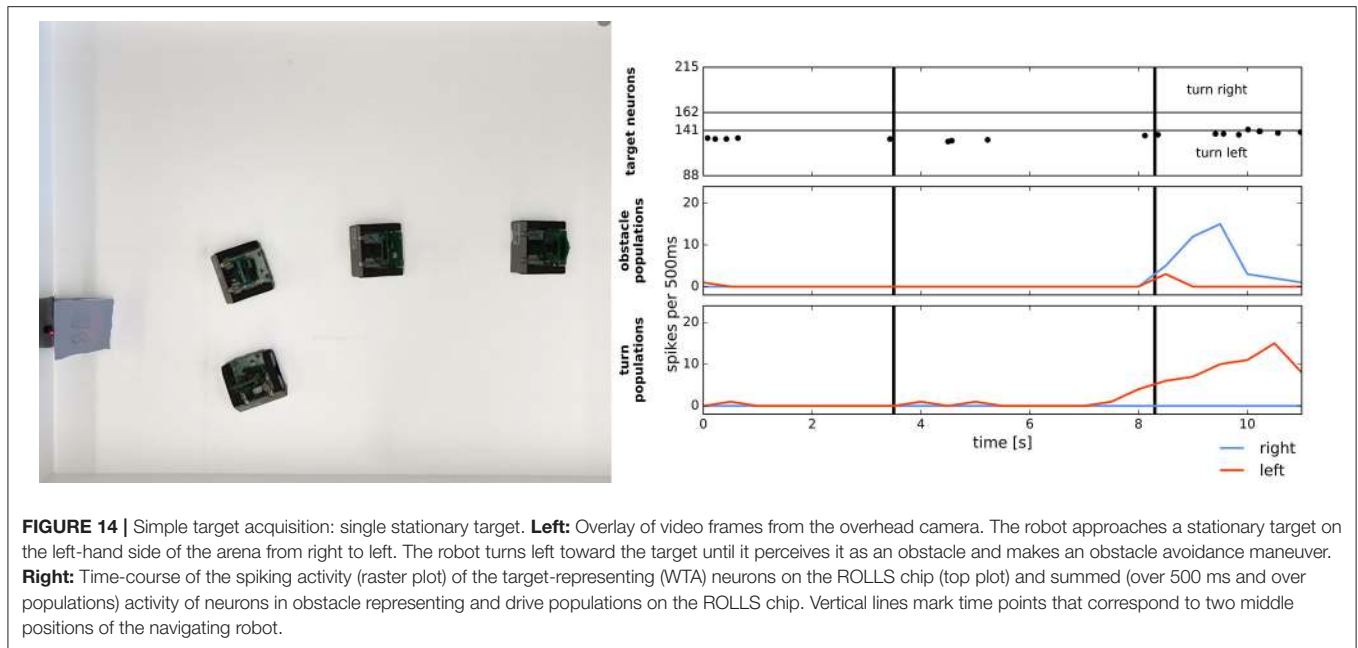 215
162
141
88
target neurons
turn right
turn left
20
10
0
obstacle
populations
spikes per 500ms
20
10
0
turn
populations
0
2
4
6
8
10
time [s]
right
left
FIGURE 14 | Simple target acquisition: single stationary target. Left: Overlay of video frames from the overhead camera. The robot approaches a stationary target on
the left-hand side of the arena from right to left. The robot turns left toward the target until it perceives it as an obstacle and makes an obstacle avoidance maneuver.
Right: Time-course of the spiking activity (raster plot) of the target-representing (WTA) neurons on the ROLLS chip (top plot) and summed (over 500 ms and over
populations) activity of neurons in obstacle representing and drive populations on the ROLLS chip. Vertical lines mark time points that correspond to two middle
positions of the navigating robot.